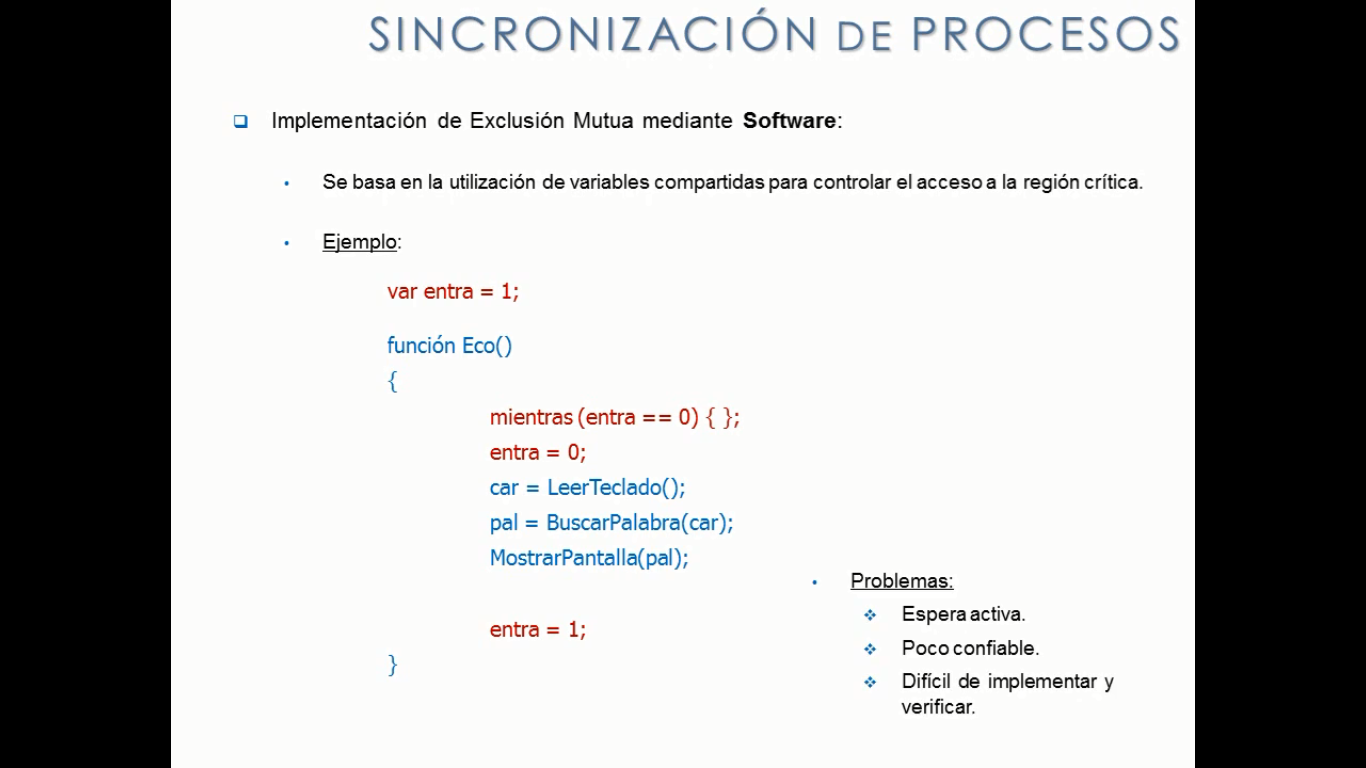 SINCRONIZACIÓN DE PROCESOS
Implementación de Exclusión Mutua mediante Software:
Se basa en la utilización de variables compartidas para controlar el acceso a la región crítica.
Ejemplo:
var entra = 1;
función Eco()
{
mientras (entra == 0) { };
entra = 0;
car = LeerTeclado();
pal = BuscarPalabra(car);
MostrarPantalla(pal);
entra = 1;
}
Problemas:
Espera activa.
Poco confiable.
Difícil de implementar y
verificar.